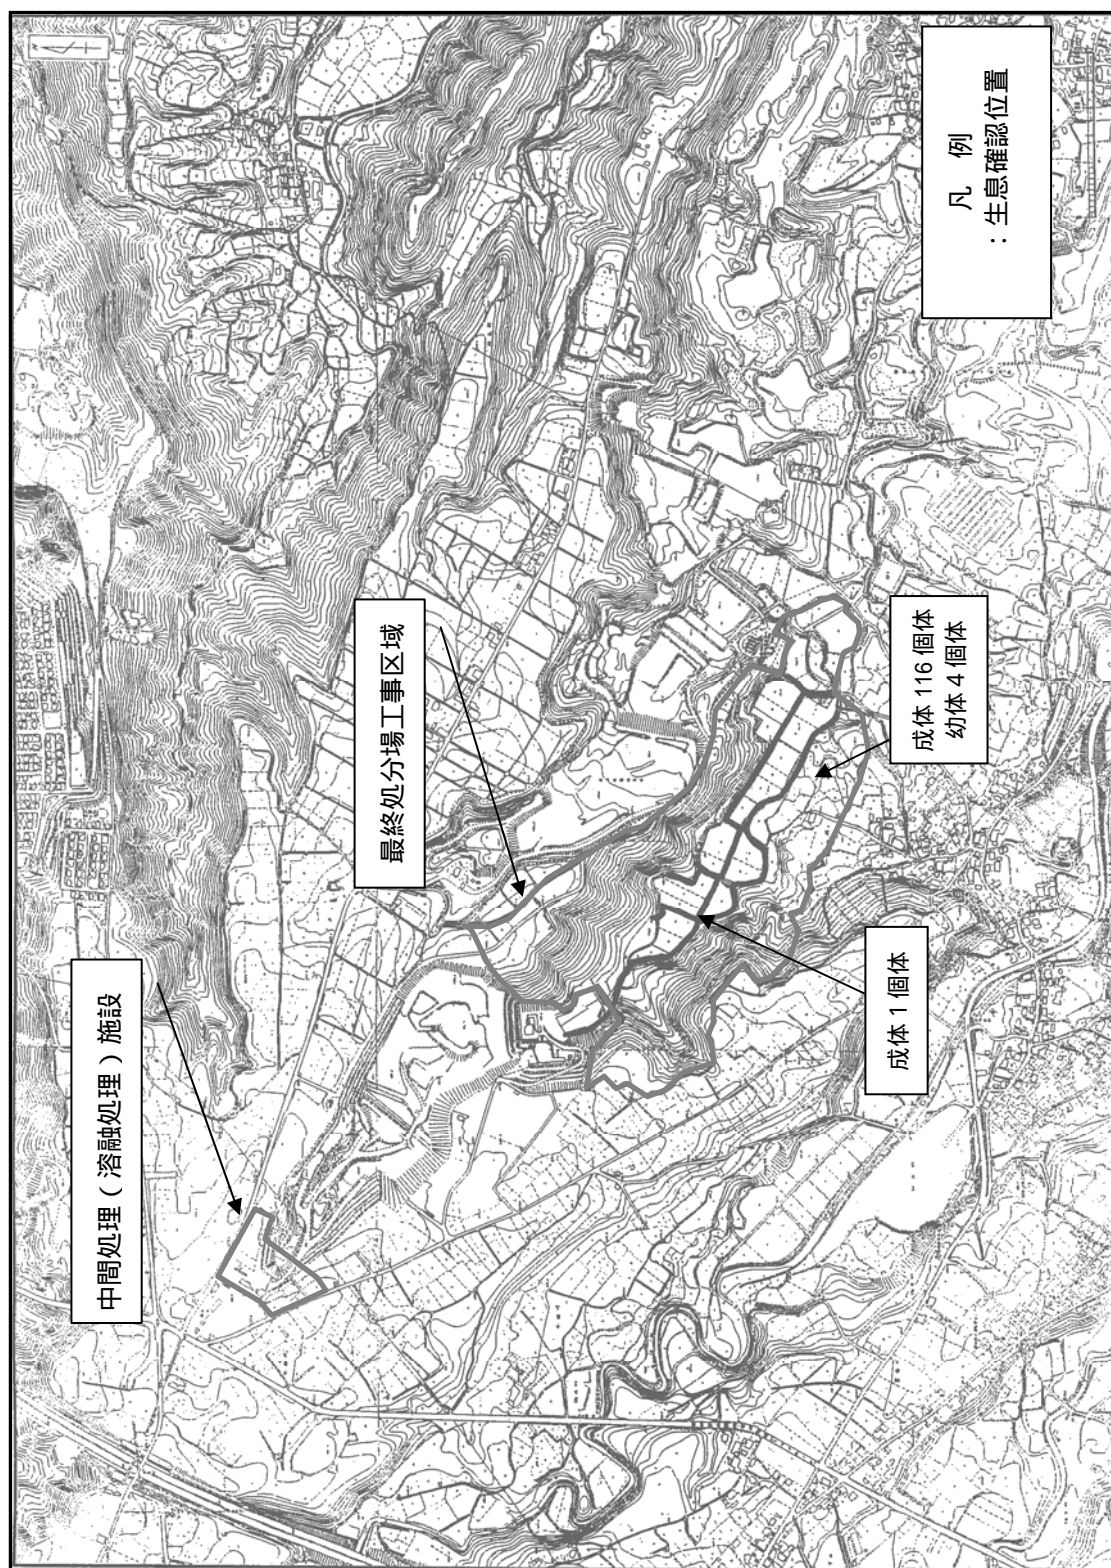 中間処理（溶融処理）施設
最終処分場工事区域
成体 1 個体
成体 116 個体
幼体 4 個体
凡　例
：生息確認位置